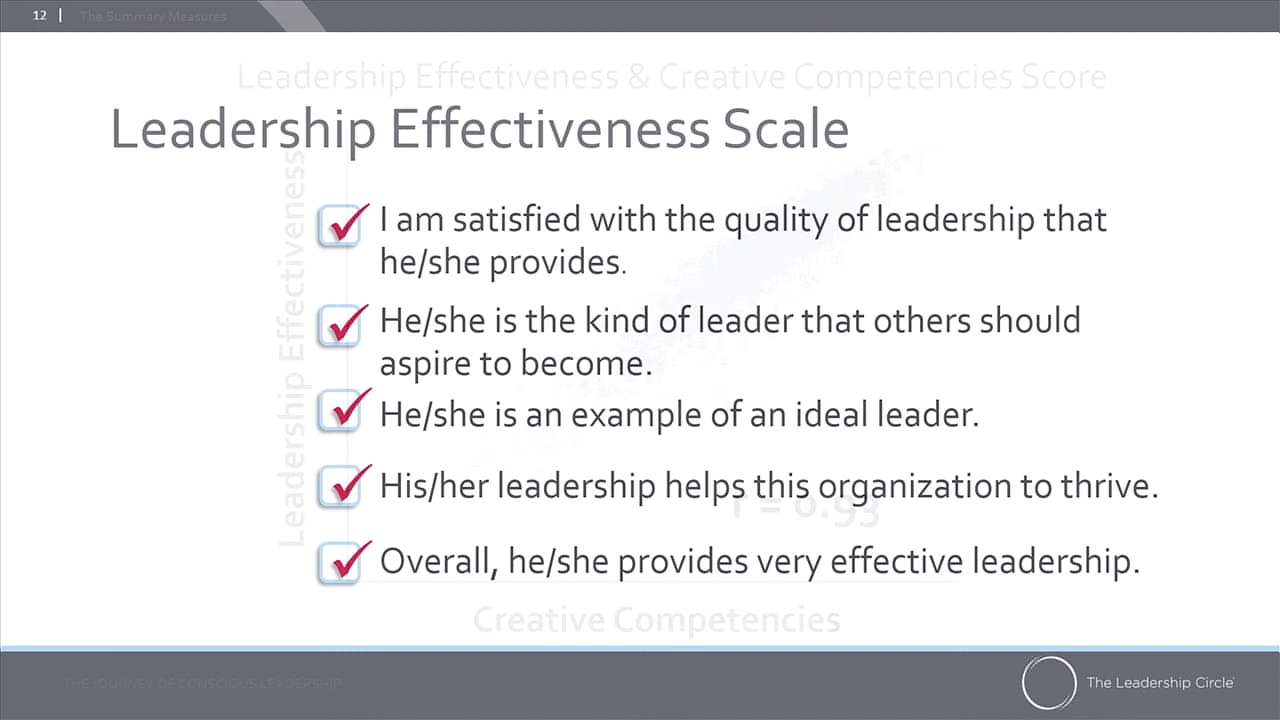 12 | The Summary Measures
Leadership Effectiveness & Creative Competencies Score
Leadership Effectiveness Scale
Leadership Effectiveness
I am satisfied with the quality of leadership that
he/she provides.
He/she is the kind of leader that others should
aspire to become.
He/she is an example of an ideal leader.
His/her leadership helps this organization to thrive.
r = 0.93
Overall, he/she provides very effective leadership.
Creative Competencies
THE JOURNEY OF CONSCIOUS LEADERSHIP
The Leadership Circle